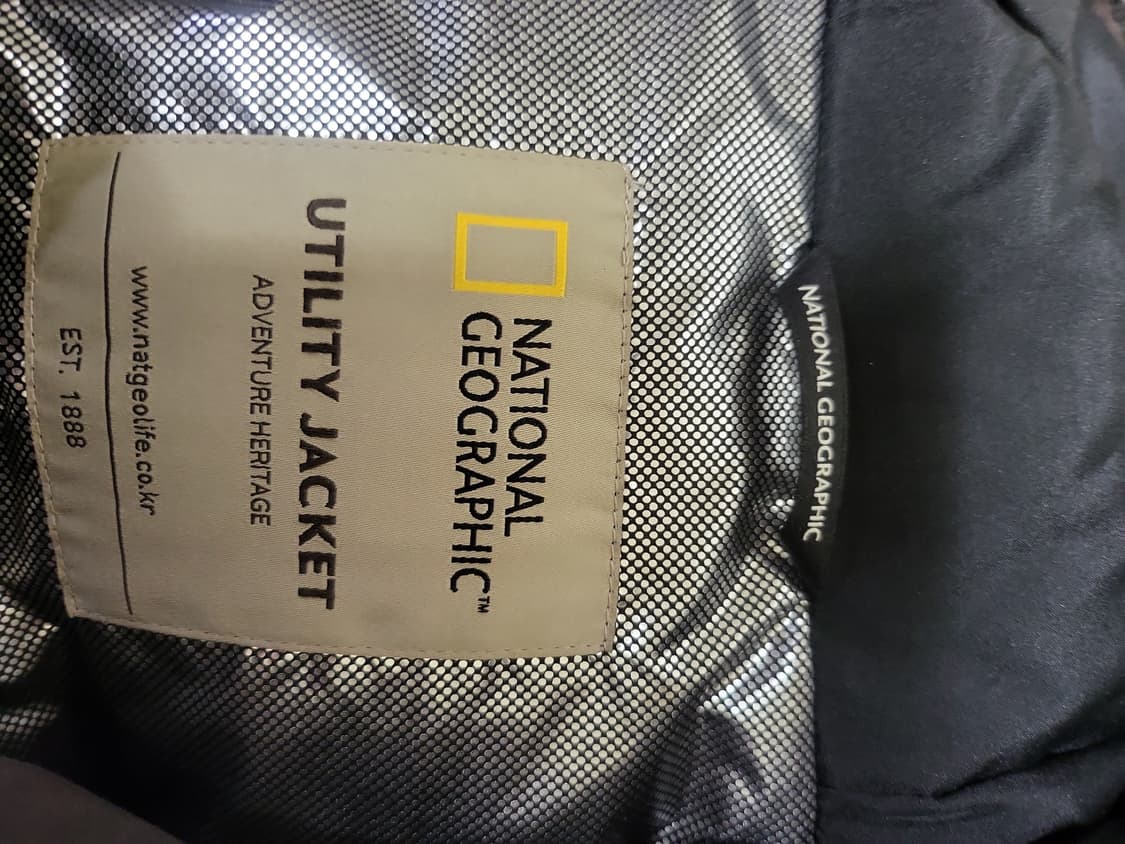 NATIONAL GEOGRAPHIC
NATIONAL
GEOGRAPHIC™
UTILITY JACKET
ADVENTURE HERITAGE
www.natgeolife.co.kr
EST. 1888